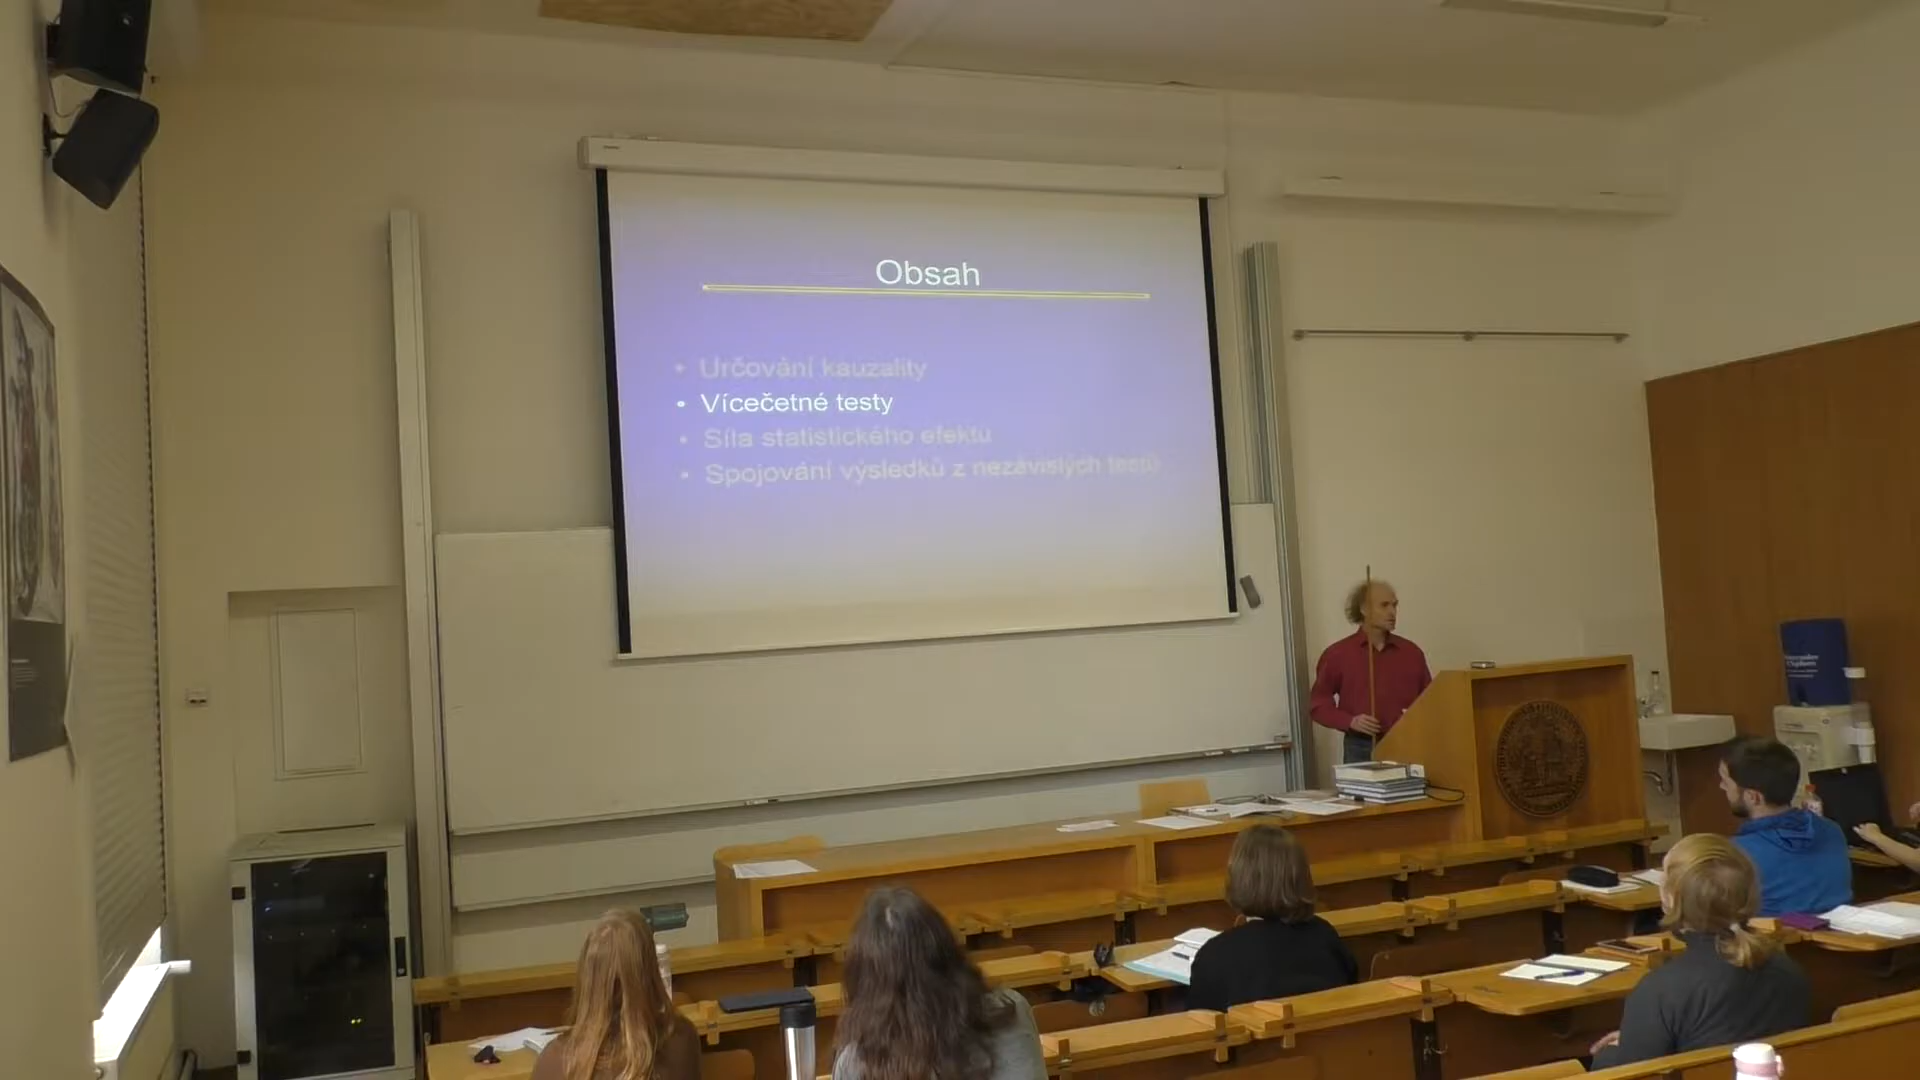 Obsah
• Určování kauzality
• Vícečetné testy
• Síla statistického efektu
• Spojování výsledků z nezávislých testů